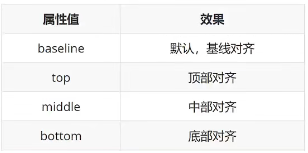 属性值 效果
baseline 默认，基线对齐
top 顶部对齐
middle 中部对齐
bottom 底部对齐